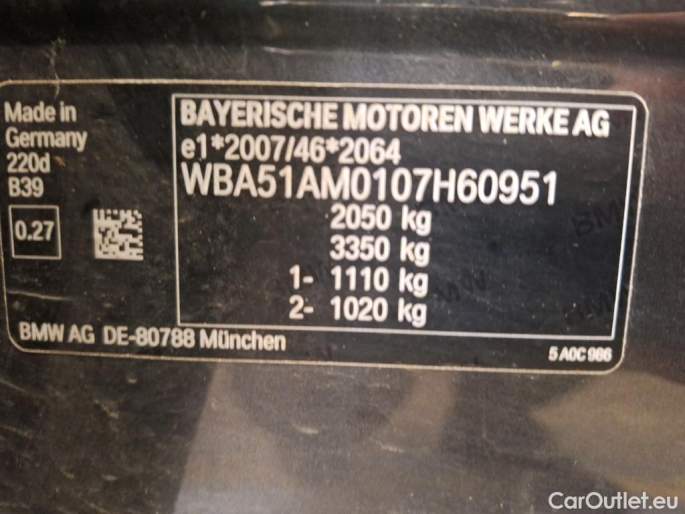 Made in
Germany
220d
B39
0.27
BAYERISCHE MOTOREN WERKE AG
e1*2007/46*2064
WBA51AM0107H60951
2050 kg
3350 kg
1- 1110 kg
2- 1020 kg
BMW AG DE-80788 München
5 A0C 986
CarOutlet.eu